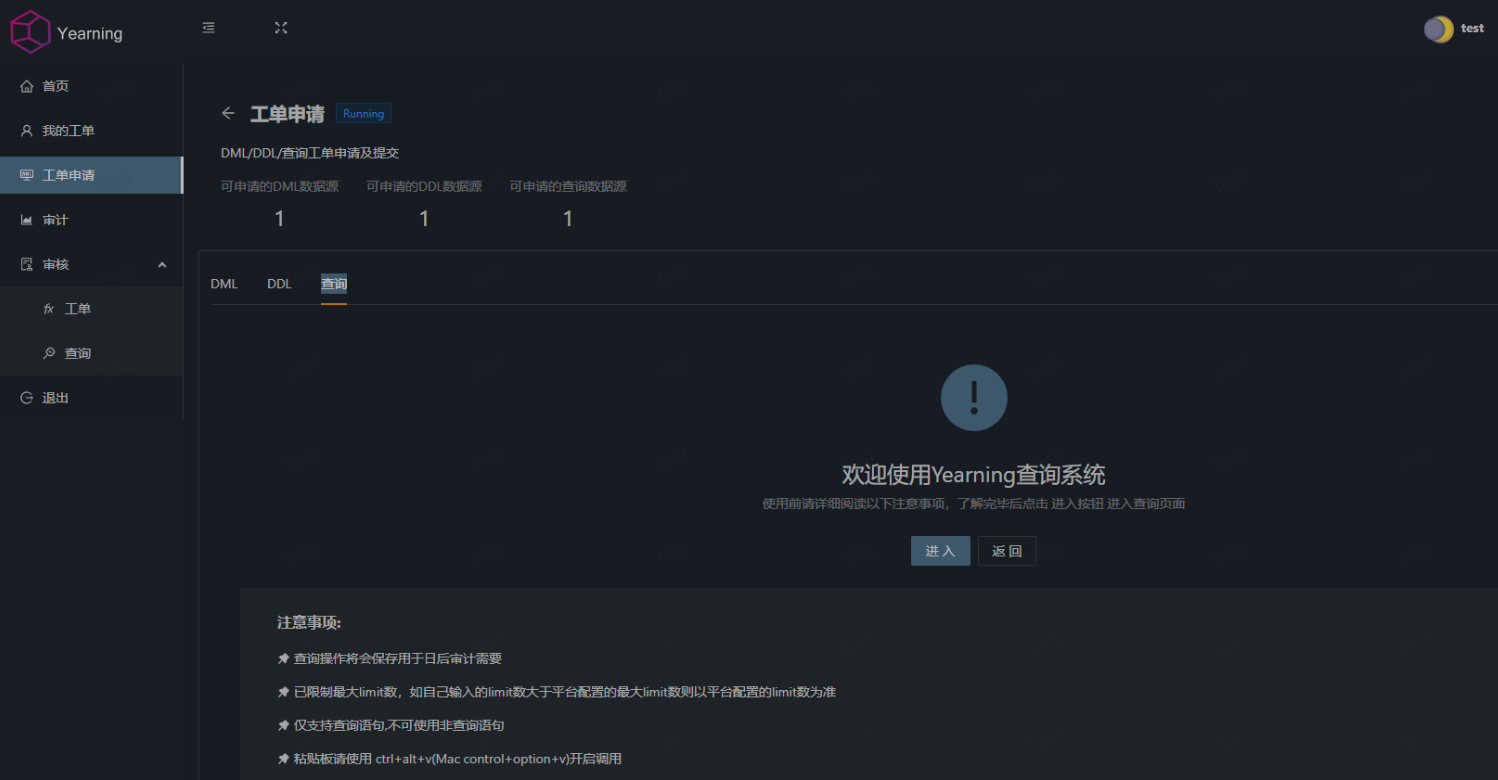 Yearning
test
首页
我的工单
工单申请
审计
审核
工单
查询
退出
工单申请 Running
DML/DDL/查询工单申请及提交
可申请的DML数据源 可申请的DDL数据源 可申请的查询数据源
1 1 1
DML DDL 查询
欢迎使用Yearning查询系统
使用前请详细阅读以下注意事项，了解完毕后点击 进入按钮 进入查询页面
进入 返回
注意事项:
查询操作将会保存用于日后审计需要
已限制最大limit数，如自己输入的limit数大于平台配置的最大limit数则以平台配置的limit数为准
仅支持查询语句,不可使用非查询语句
粘贴板请使用 ctrl+alt+v(Mac control+option+v)开启调用